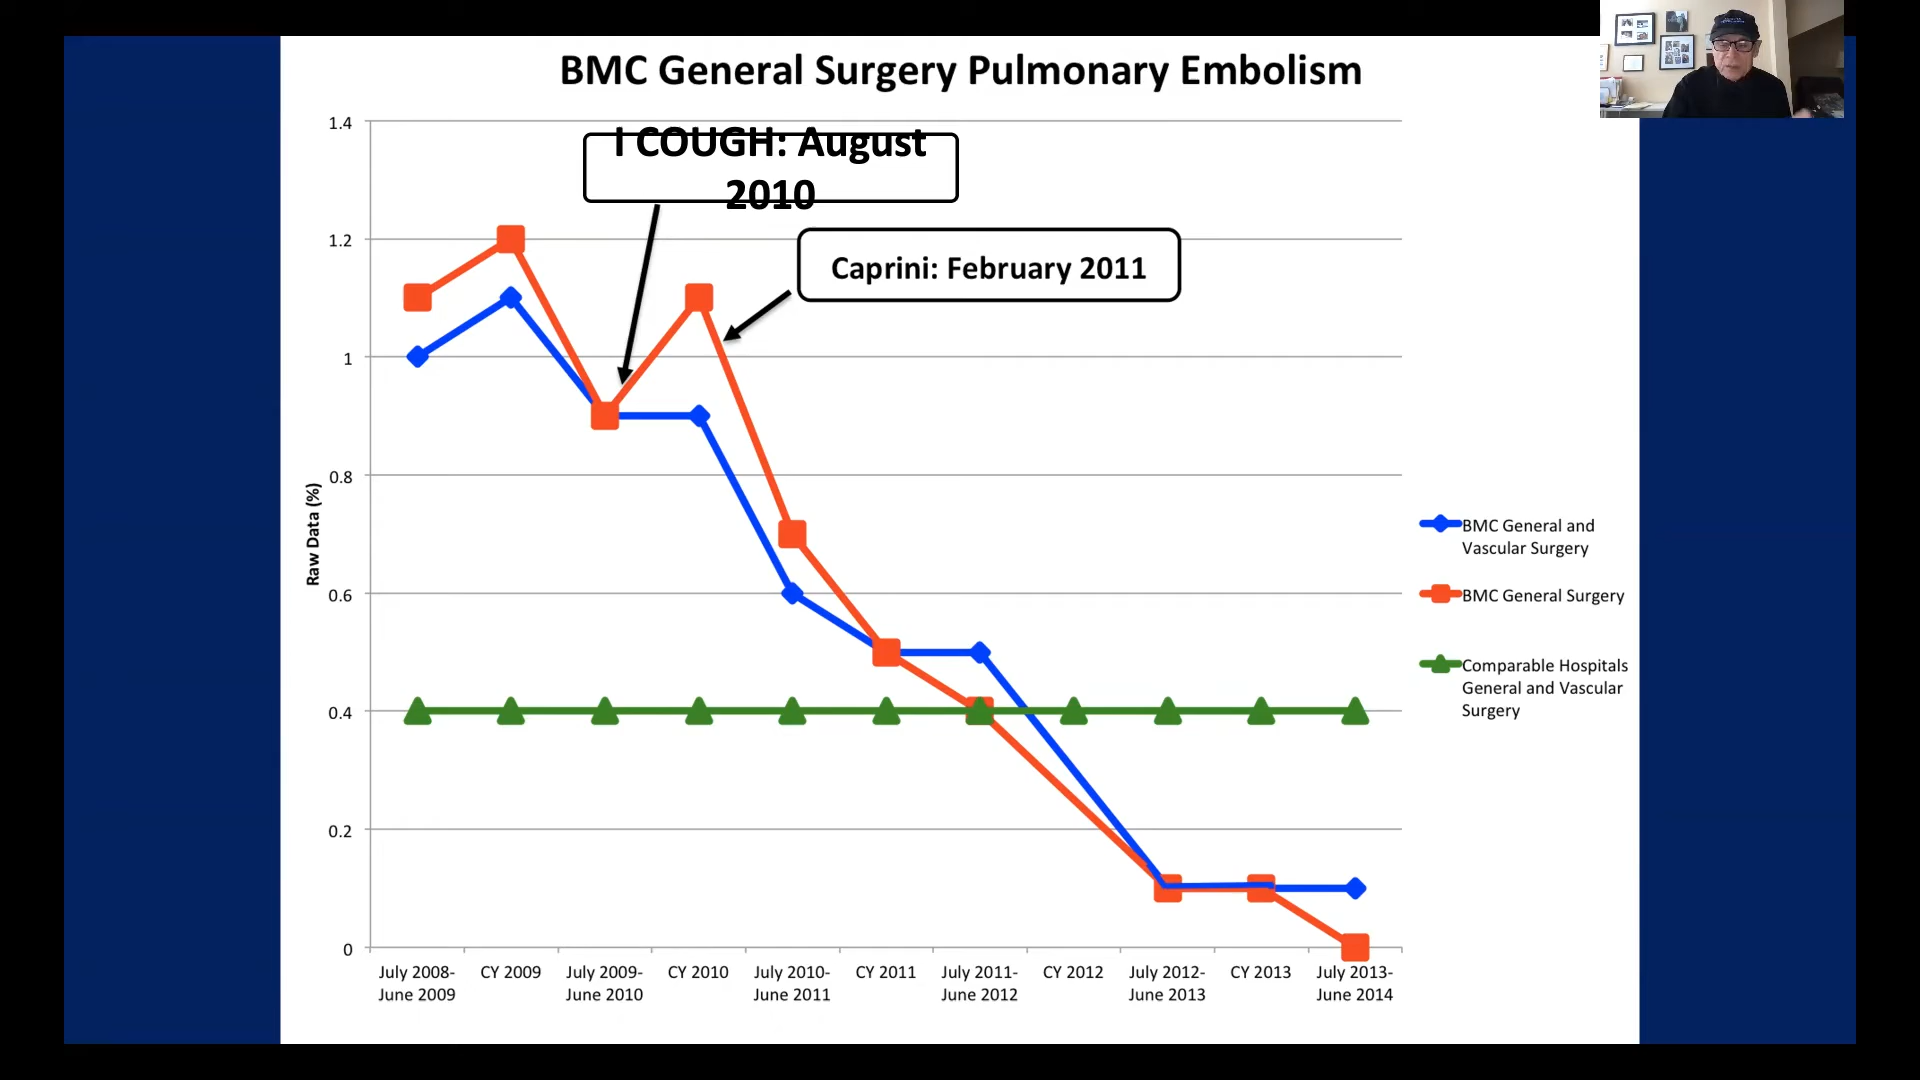 BMC General Surgery Pulmonary Embolism
I COUGH: August
2010
Caprini: February 2011
Raw Data (%)
1.4
1.2
1
0.8
0.6
0.4
0.2
0
July 2008-
June 2009
CY 2009
July 2009-
June 2010
CY 2010
July 2010-
June 2011
CY 2011
July 2011-
June 2012
CY 2012
July 2012-
June 2013
CY 2013
July 2013-
June 2014
BMC General and
Vascular Surgery
BMC General Surgery
Comparable Hospitals
General and Vascular
Surgery